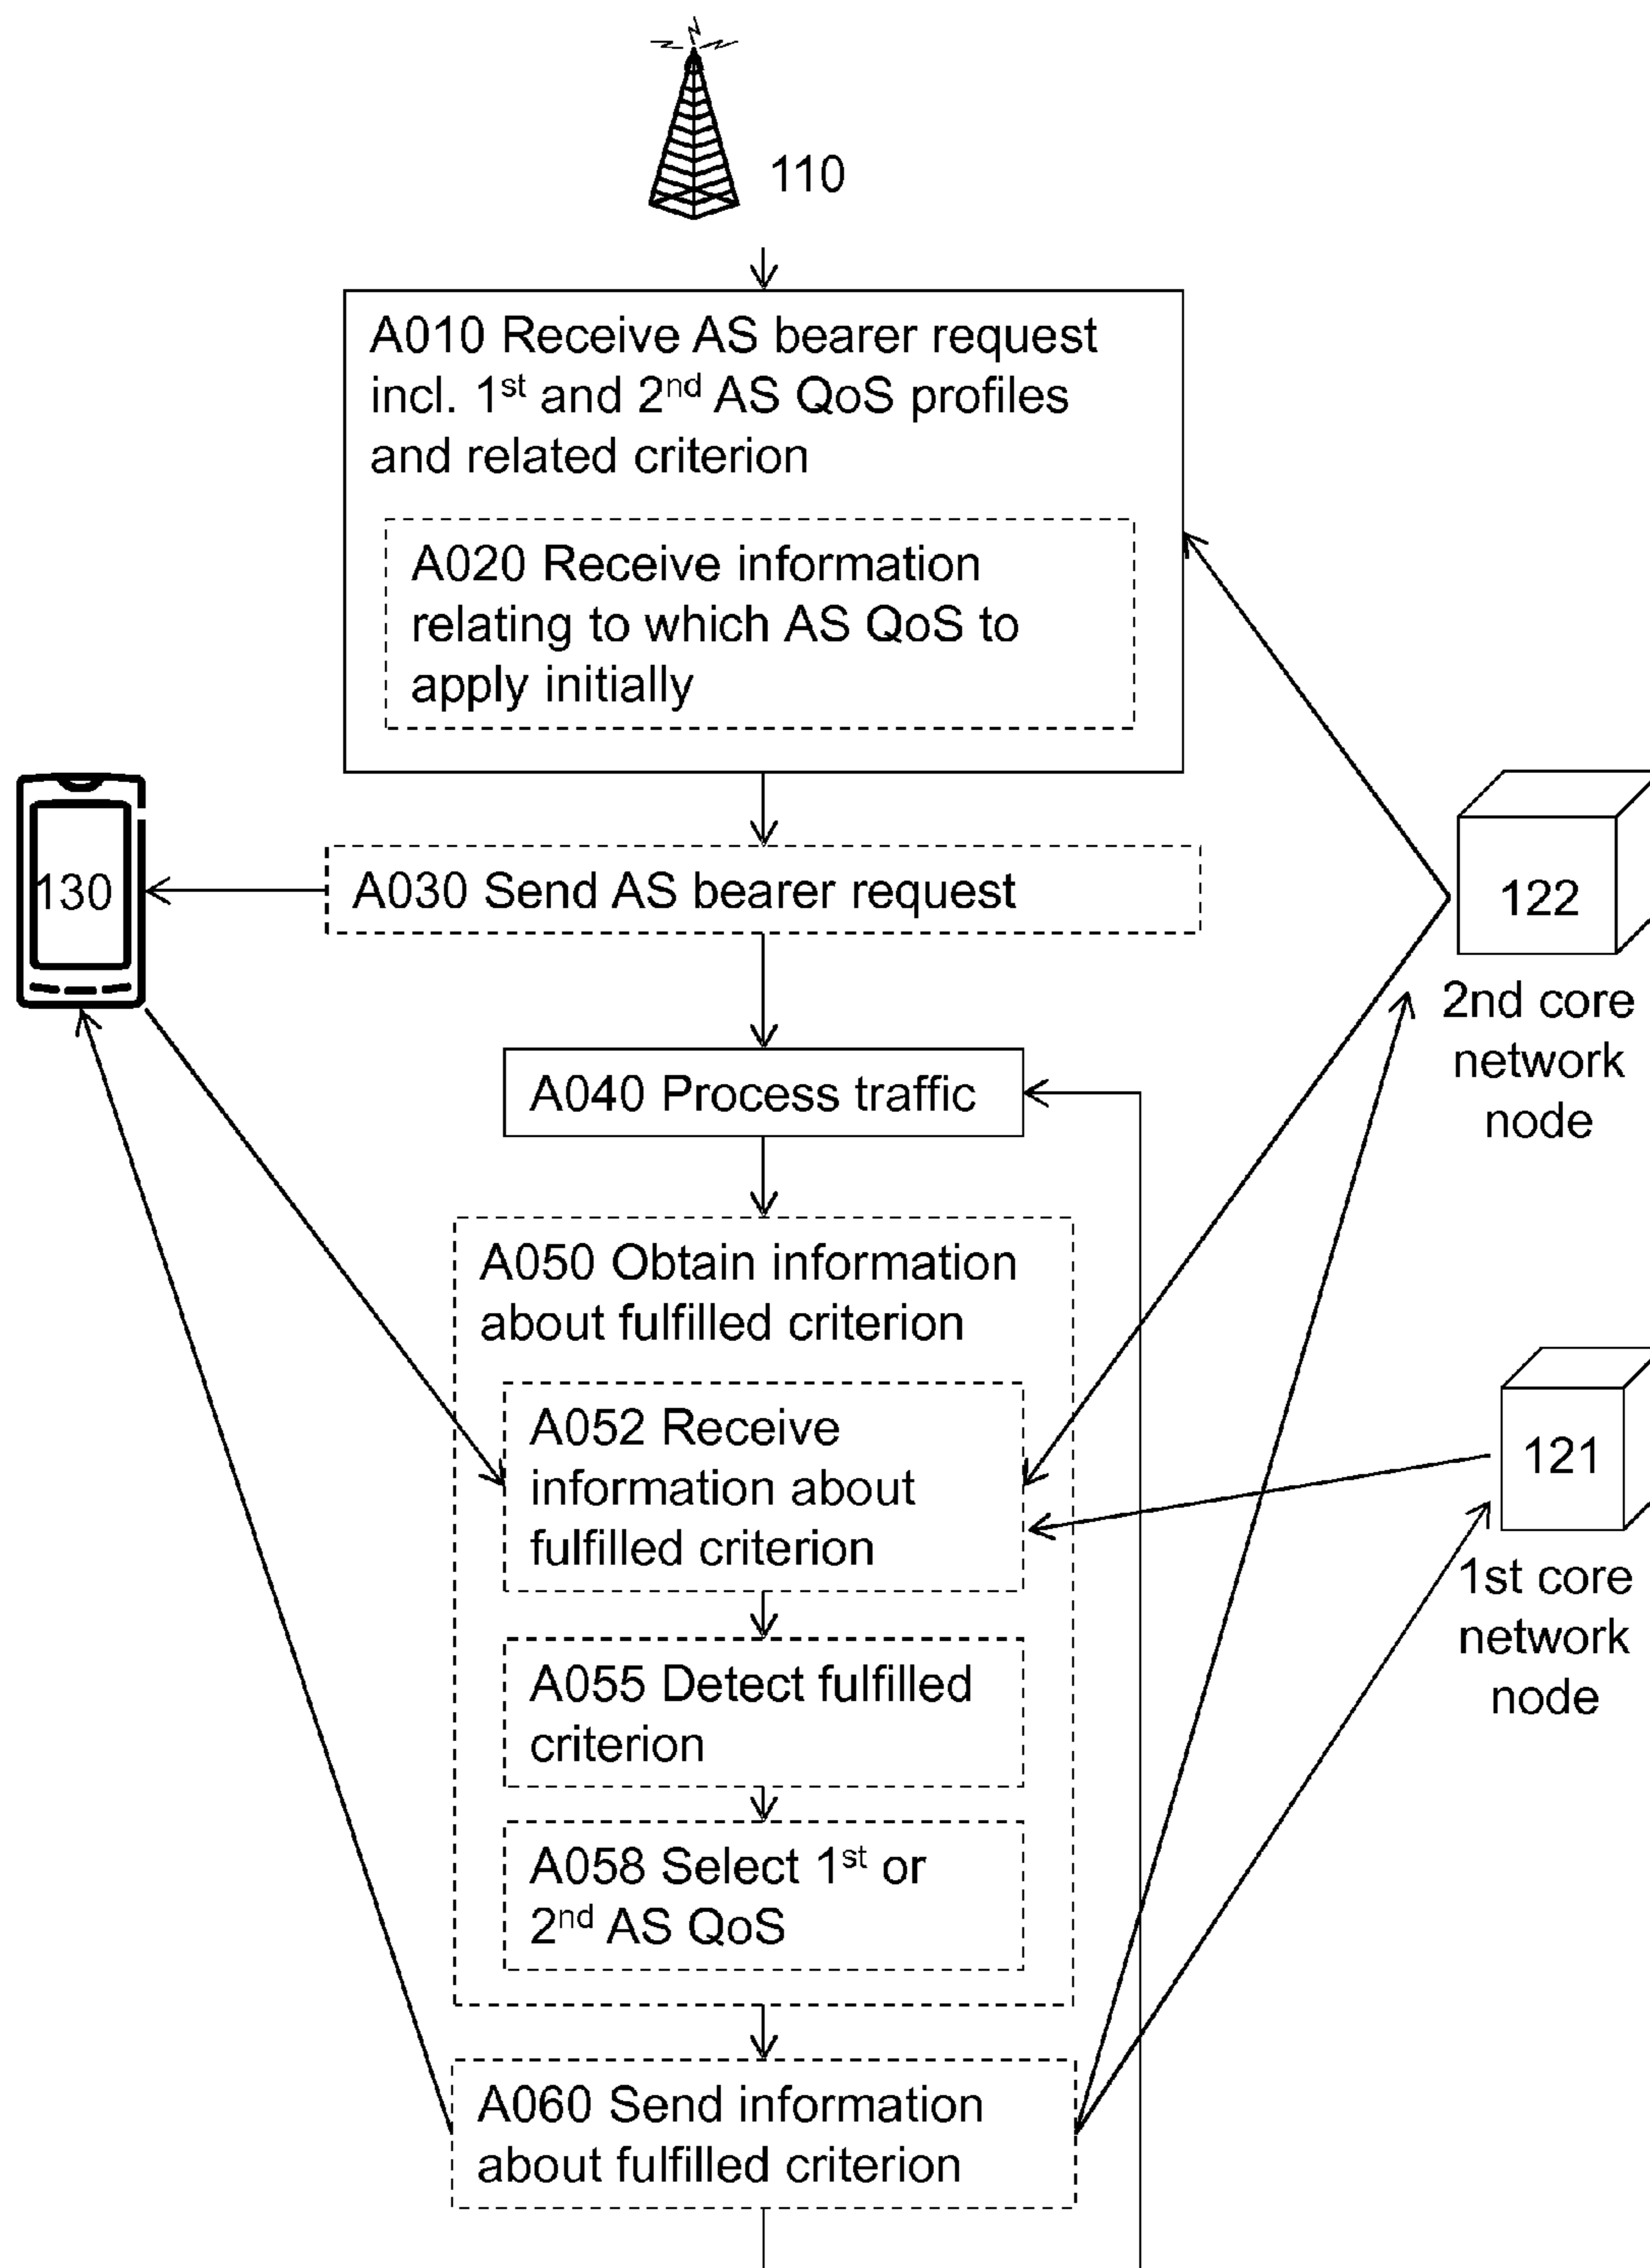 110
A010 Receive AS bearer request
incl. 1st and 2nd AS QoS profiles
and related criterion
A020 Receive information
relating to which AS QoS to
apply initially
130
A030 Send AS bearer request
122
2nd core
network
node
A040 Process traffic
A050 Obtain information
about fulfilled criterion
A052 Receive
information about
fulfilled criterion
121
1st core
network
node
A055 Detect fulfilled
criterion
A058 Select 1st or
2nd AS QoS
A060 Send information
about fulfilled criterion